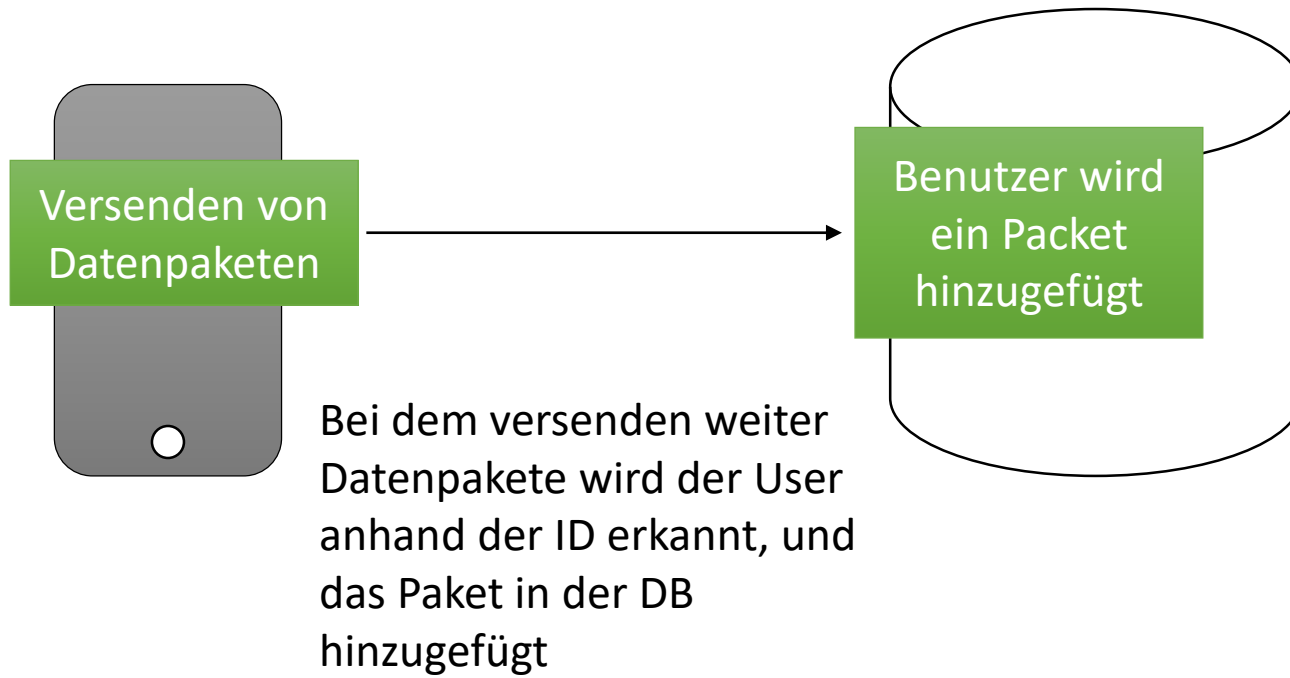 Versenden von
Datenpaketen
Benutzer wird
ein Packet
hinzugefügt
Bei dem versenden weiter
Datenpakete wird der User
anhand der ID erkannt, und
das Paket in der DB
hinzugefügt